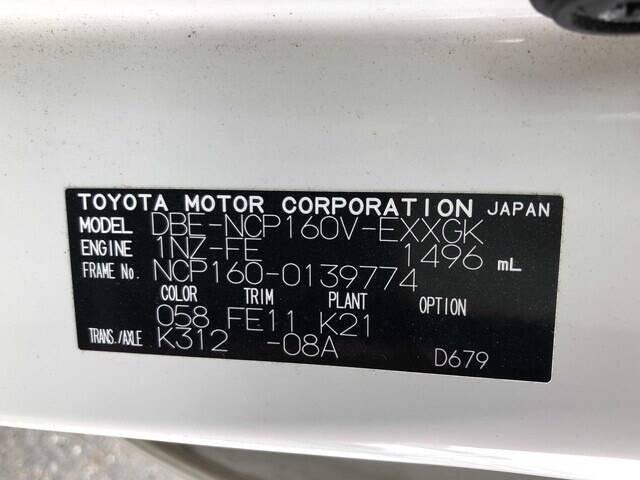 TOYOTA MOTOR CORPORATION JAPAN
MODEL DBE-NCP160V-EXXGK
ENGINE 1NZ-FE 1496 mL
FRAME No. NCP160-0139774
COLOR TRIM PLANT OPTION
058 FE11 K21
TRANS./AXLE K312 -08A
D679